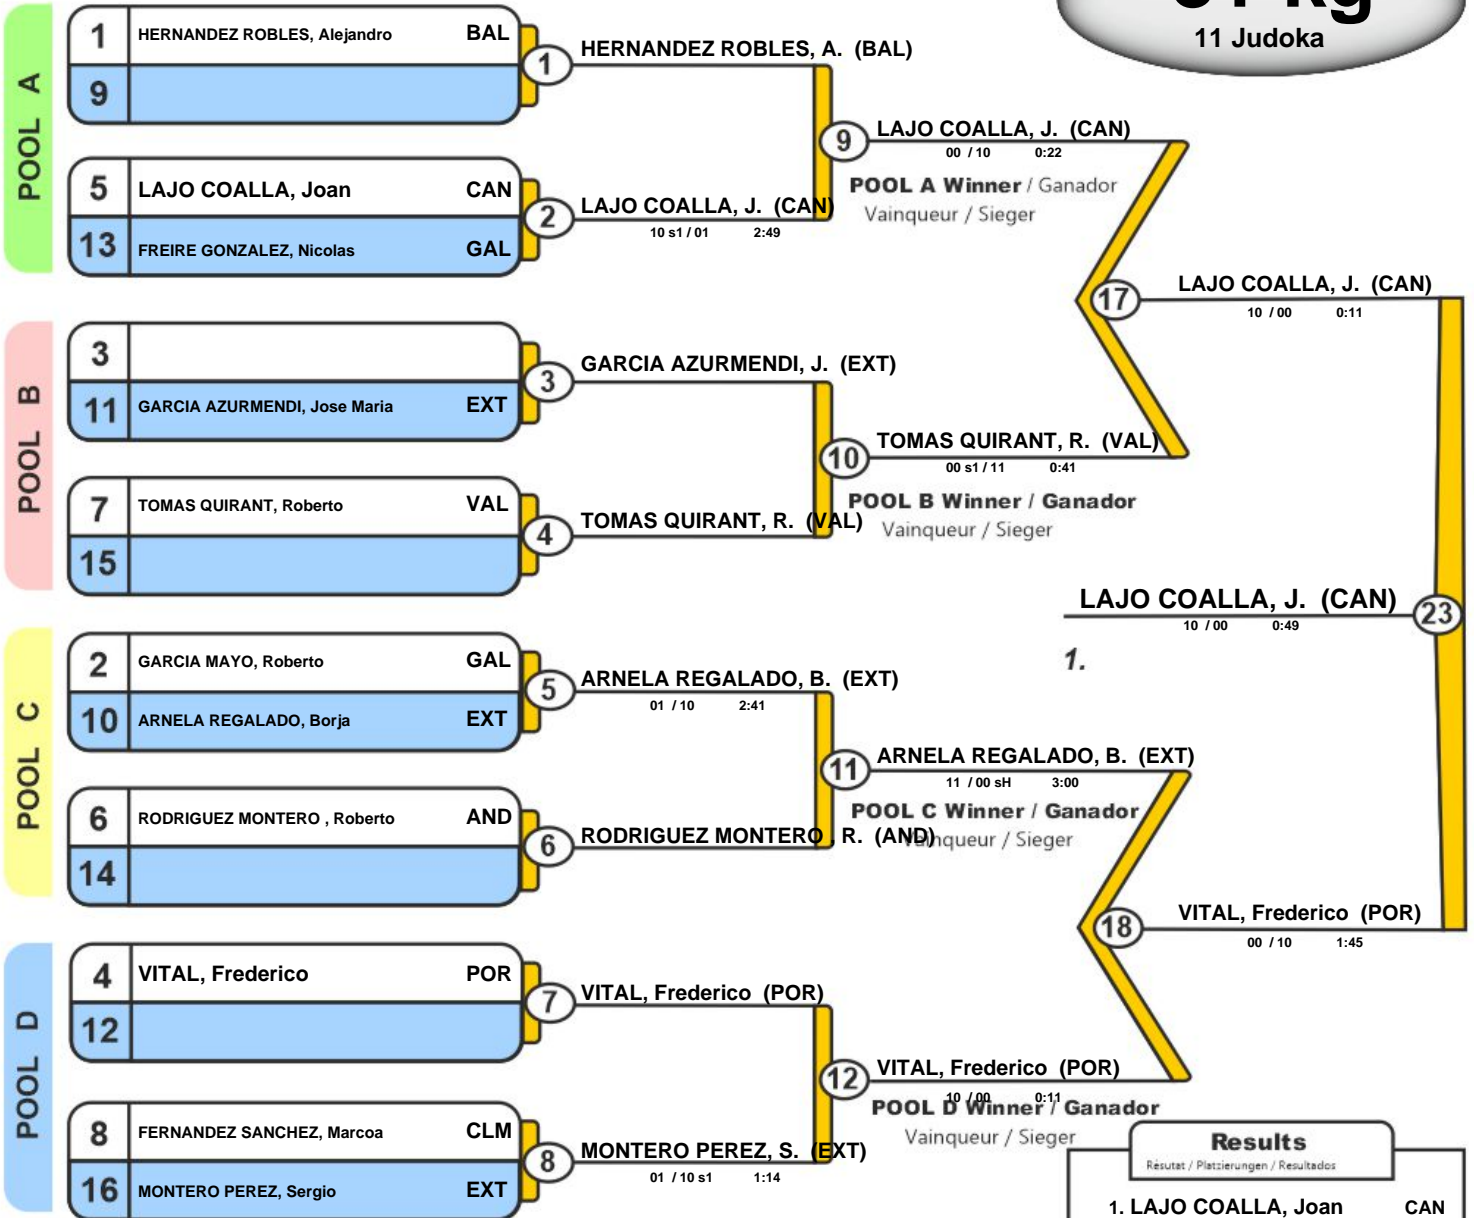 11 Judoka
POOL A
1 HERNANDEZ ROBLES, Alejandro BAL
9
5 LAJO COALLA, Joan CAN
13 FREIRE GONZALEZ, Nicolas GAL
POOL B
3
11 GARCIA AZURMENDI, Jose Maria EXT
7 TOMAS QUIRANT, Roberto VAL
15
POOL C
2 GARCIA MAYO, Roberto GAL
10 ARNELA REGALADO, Borja EXT
6 RODRIGUEZ MONTERO , Roberto AND
14
POOL D
4 VITAL, Frederico POR
12
8 FERNANDEZ SANCHEZ, Marcoa CLM
16 MONTERO PEREZ, Sergio EXT
1 HERNANDEZ ROBLES, A. (BAL)
2 LAJO COALLA, J. (CAN)
10 s1 / 01 2:49
3 GARCIA AZURMENDI, J. (EXT)
4 TOMAS QUIRANT, R. (VAL)
5 ARNELA REGALADO, B. (EXT)
01 / 10 2:41
6 RODRIGUEZ MONTERO , R. (AND)
7 VITAL, Frederico (POR)
8 MONTERO PEREZ, S. (EXT)
01 / 10 s1 1:14
9 LAJO COALLA, J. (CAN)
00 / 10 0:22
POOL A Winner / Ganador
Vainqueur / Sieger
10 TOMAS QUIRANT, R. (VAL)
00 s1 / 11 0:41
POOL B Winner / Ganador
Vainqueur / Sieger
11 ARNELA REGALADO, B. (EXT)
11 / 00 sH 3:00
POOL C Winner / Ganador
Vainqueur / Sieger
12 VITAL, Frederico (POR)
10 / 00 0:11
POOL D Winner / Ganador
Vainqueur / Sieger
17 LAJO COALLA, J. (CAN)
10 / 00 0:11
18 VITAL, Frederico (POR)
00 / 10 1:45
LAJO COALLA, J. (CAN) 23
10 / 00 0:49
1.
Results
Résutat / Platzierungen / Resultados
1. LAJO COALLA, Joan CAN